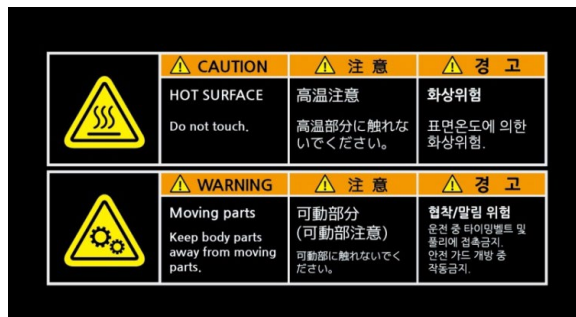 CAUTION
HOT SURFACE
Do not touch.
注意
高温注意
高温部分に触れな
いでください。
경고
화상위험
표면온도에 의한
화상위험.
WARNING
Moving parts
Keep body parts
away from moving
parts.
注意
可動部分
(可動部注意)
可動部に触れないでく
ださい。
경고
협착/말림 위험
운전 중 타이밍벨트 및
풀리에 접촉금지.
안전 가드 개방 중
작동금지.